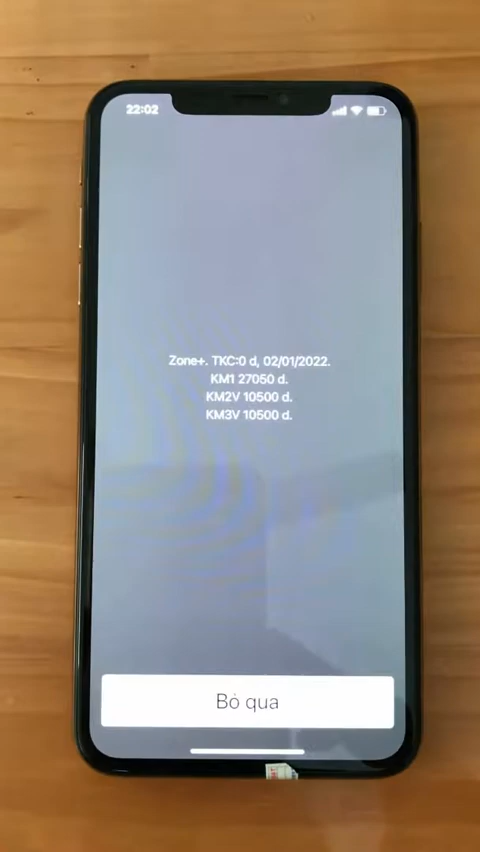 22:02
Zone+. TKC:0 d, 02/01/2022.
KM1 27050 d.
KM2V 10500 d.
KM3V 10500 d.
Bỏ qua